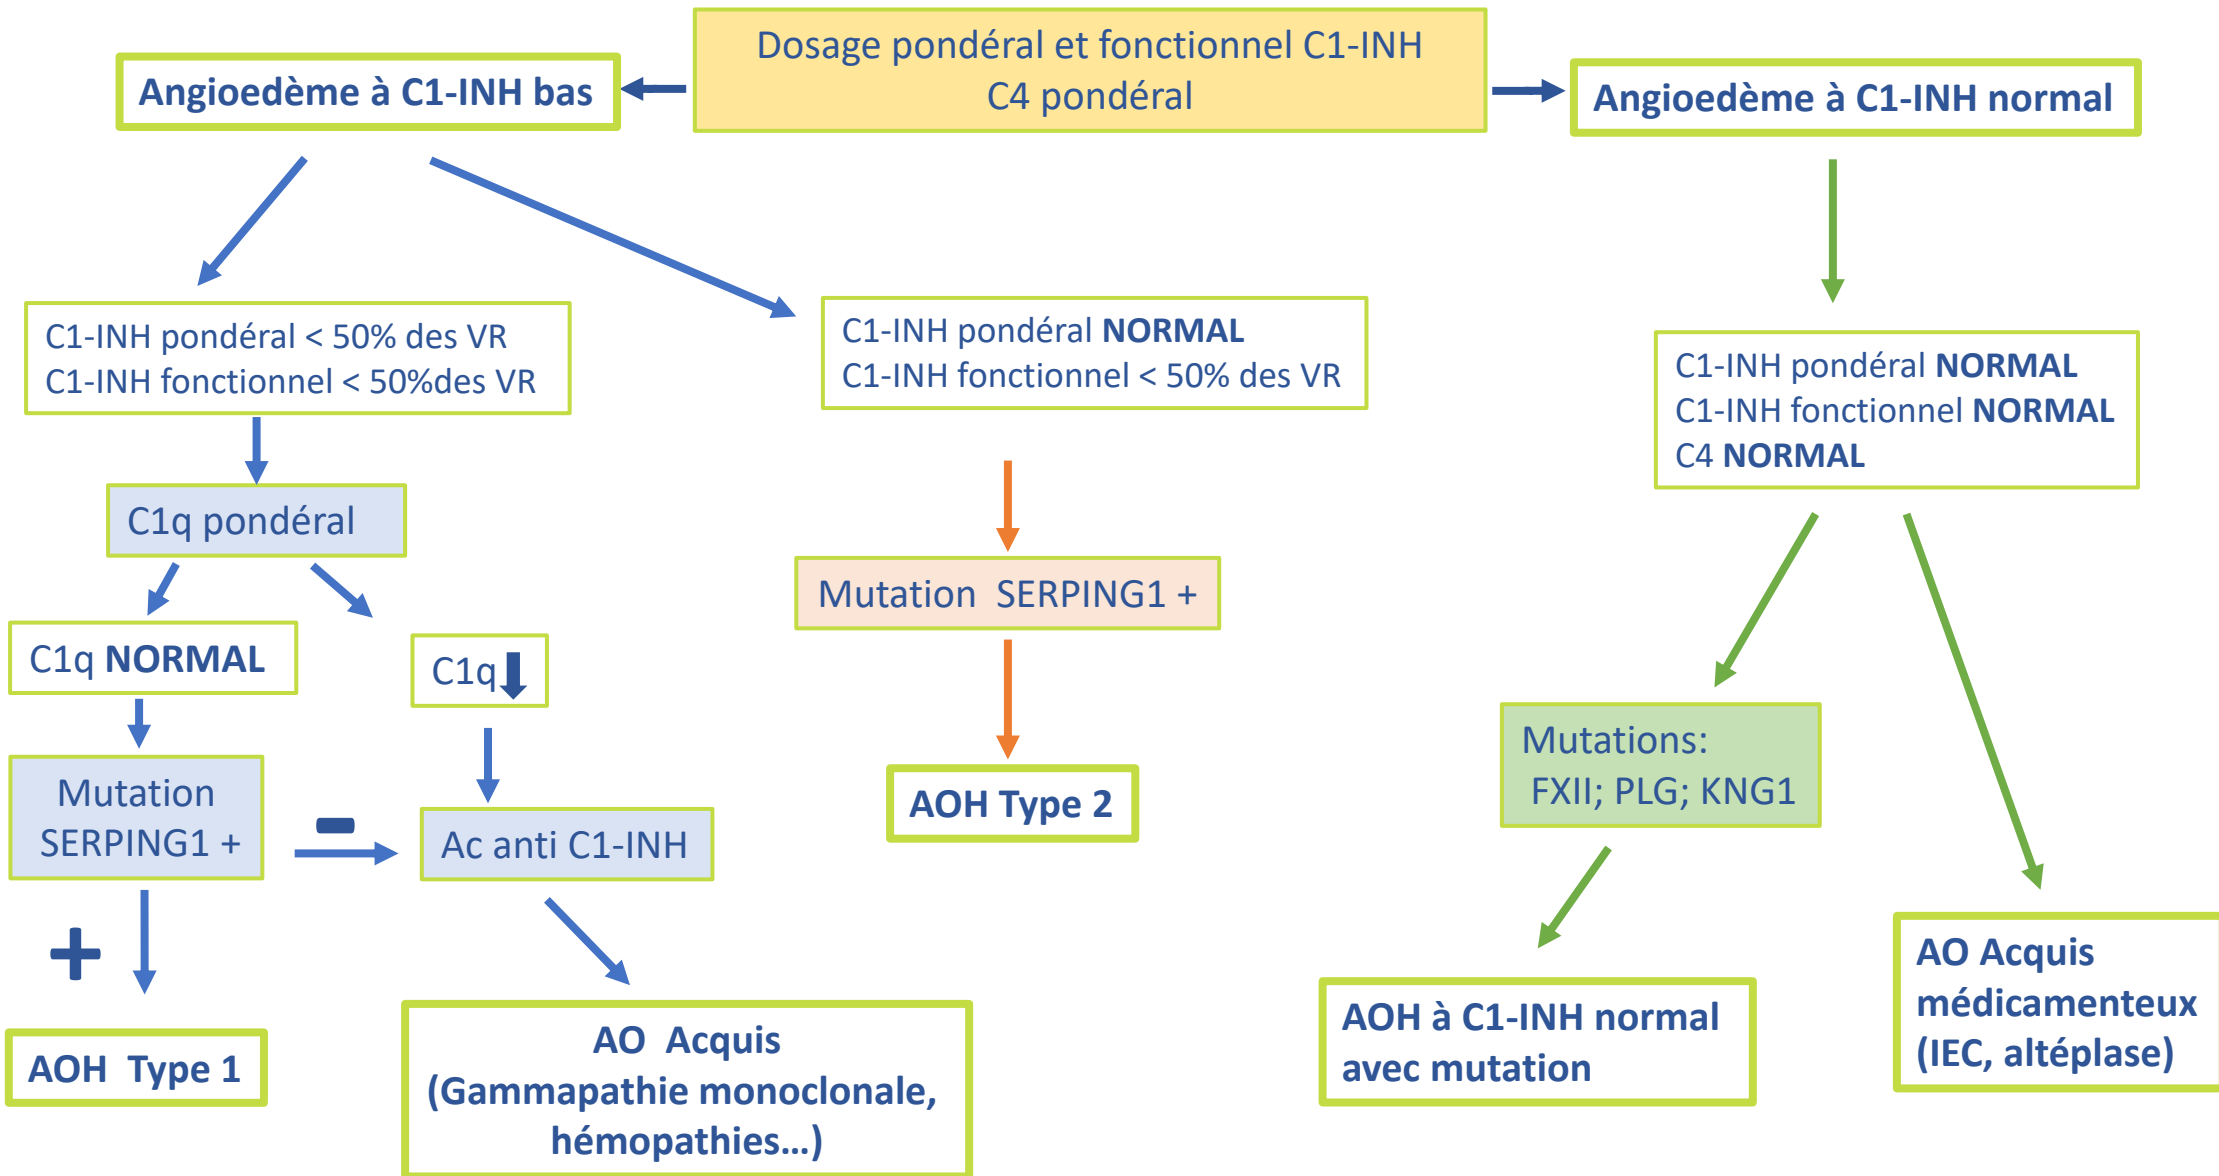 Dosage pondéral et fonctionnel C1-INH
C4 pondéral
Angioedème à C1-INH bas
Angioedème à C1-INH normal
C1-INH pondéral < 50% des VR
C1-INH fonctionnel < 50%des VR
C1-INH pondéral NORMAL
C1-INH fonctionnel < 50% des VR
C1-INH pondéral NORMAL
C1-INH fonctionnel NORMAL
C4 NORMAL
C1q pondéral
C1q NORMAL
C1q
Mutation
SERPING1 +
-
Ac anti C1-INH
+
AOH Type 1
AO Acquis
(Gammapathie monoclonale,
hémopathies...)
Mutation SERPING1 +
AOH Type 2
Mutations:
FXII; PLG; KNG1
AOH à C1-INH normal
avec mutation
AO Acquis
médicamenteux
(IEC, altéplase)